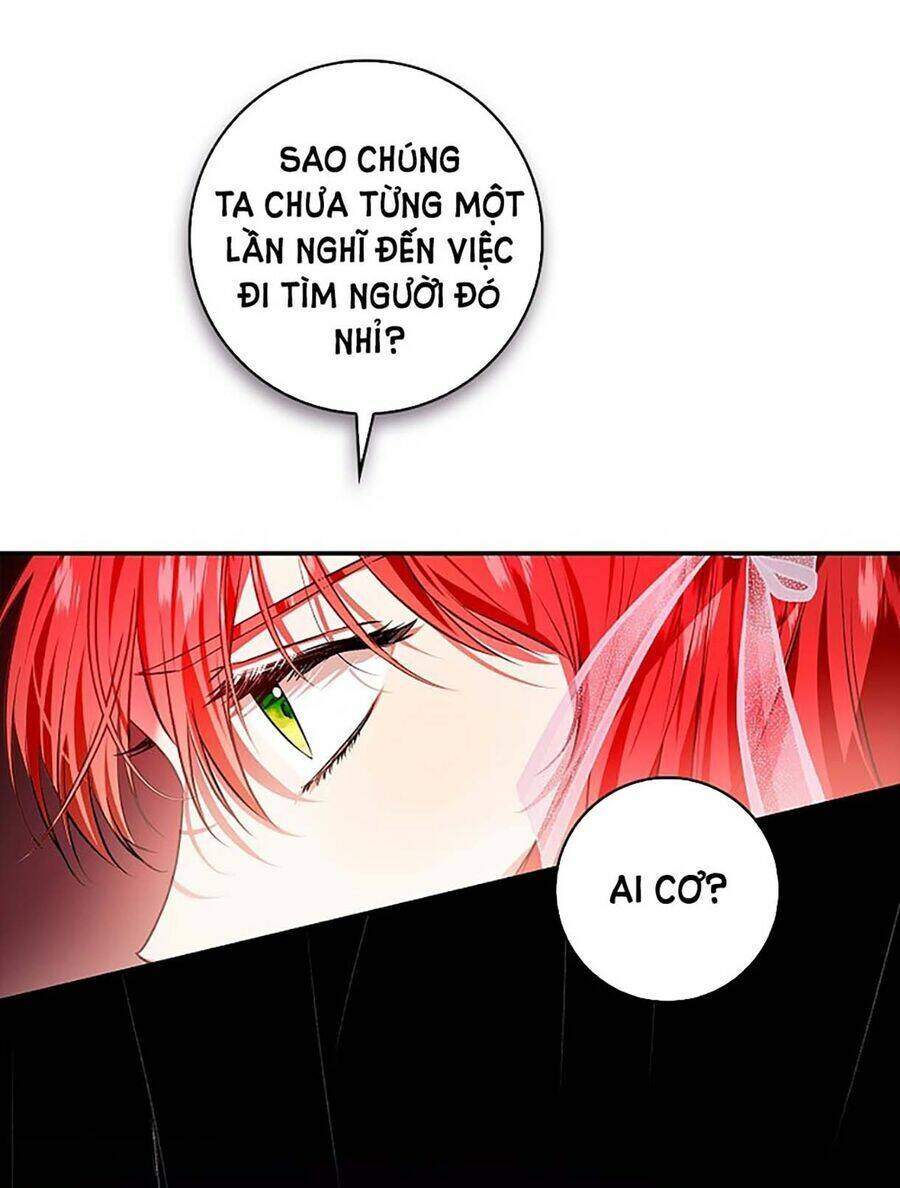 SAO CHÚNG
TA CHƯA TỪNG MỘT
LẦN NGHĨ ĐẾN VIỆC
ĐI TÌM NGƯỜI ĐÓ
NHỈ?
AI CƠ?